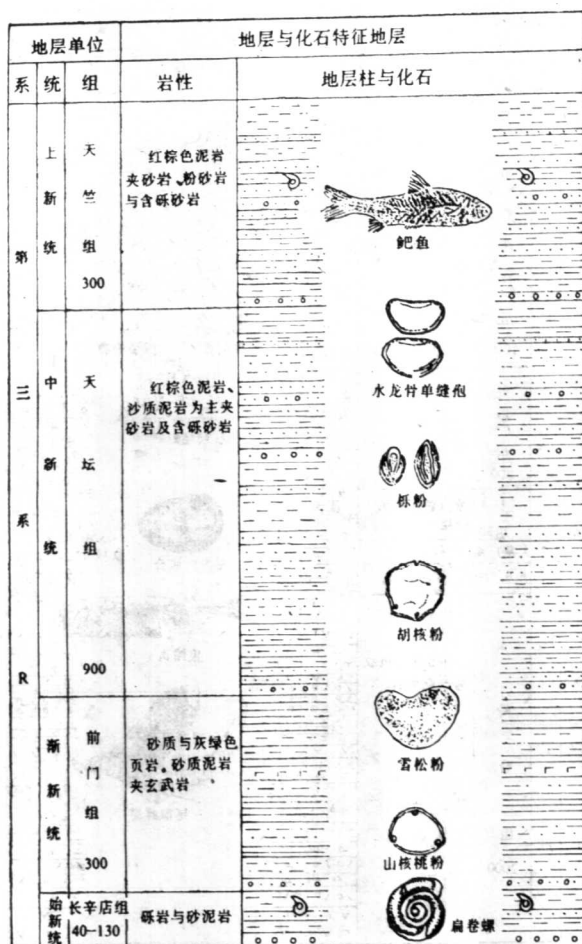 地层单位
地层与化石特征地层
系 统 组
岩性
地层柱与化石
第三系
R
上新统
天竺组
300
红棕色泥岩
夹砂岩、粉砂岩
与含砾砂岩
鲃鱼
中新统
天坛组
900
红棕色泥岩、
沙质泥岩为主夹
砂岩及含砾砂岩
水龙骨单缝孢
栎粉
胡核粉
渐新统
前门组
300
砂质与灰绿色
页岩。砂质泥岩
夹玄武岩
雪松粉
山核桃粉
始新统
长辛店组
40-130
砾岩与砂泥岩
扁卷螺